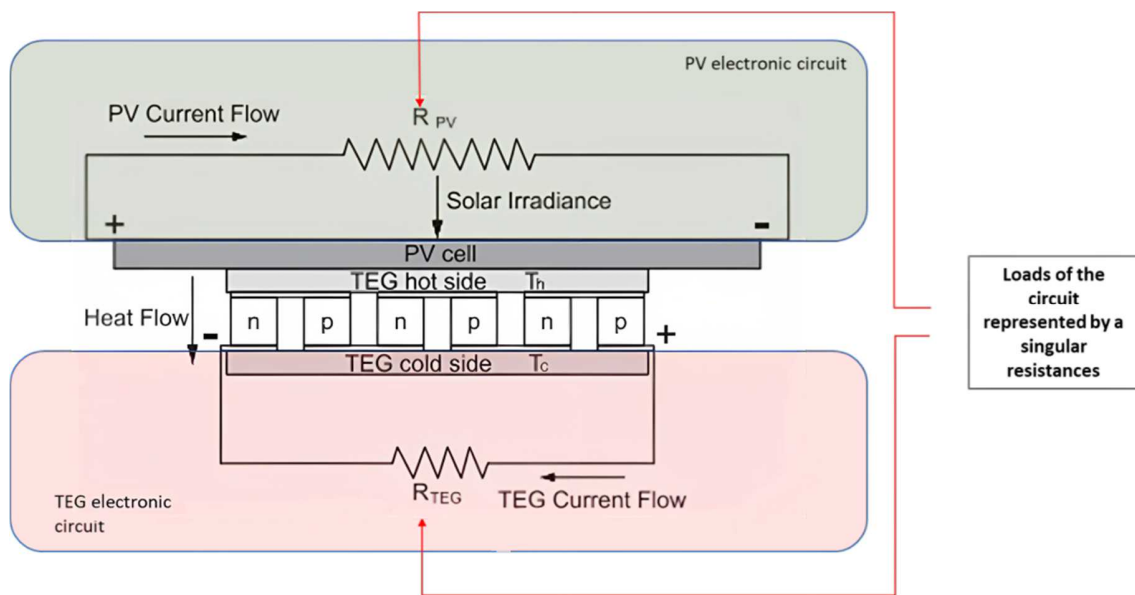 PV electronic circuit
PV Current Flow
R PV
Solar Irradiance
+
-
PV cell
TEG hot side Th
Heat Flow
-
n p n p n p
+
TEG cold side Tc
RTEG
TEG Current Flow
TEG electronic
circuit
Loads of the
circuit
represented by a
singular
resistances